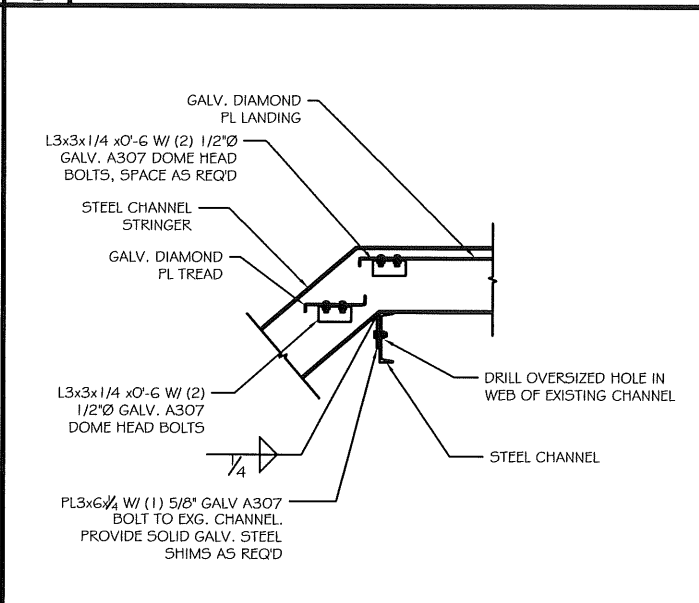 GALV. DIAMOND
PL LANDING
L3x3x1/4 x0'-6 W/ (2) 1/2"Ø
GALV. A307 DOME HEAD
BOLTS, SPACE AS REQ'D
STEEL CHANNEL
STRINGER
GALV. DIAMOND
PL TREAD
L3x3x1/4 x0'-6 W/ (2)
1/2"Ø GALV. A307
DOME HEAD BOLTS
DRILL OVERSIZED HOLE IN
WEB OF EXISTING CHANNEL
STEEL CHANNEL
1/4
PL3x6x1/4 W/ (1) 5/8" GALV A307
BOLT TO EXG. CHANNEL.
PROVIDE SOLID GALV. STEEL
SHIMS AS REQ'D